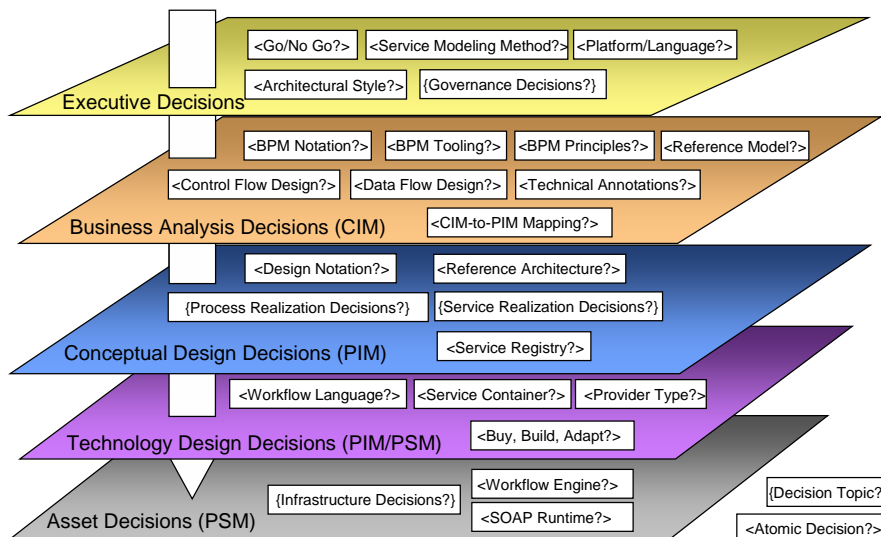 <Go/No Go?> <Service Modeling Method?> <Platform/Language?>
<Architectural Style?> {Governance Decisions?}
Executive Decisions
<BPM Notation?> <BPM Tooling?> <BPM Principles?> <Reference Model?>
<Control Flow Design?> <Data Flow Design?> <Technical Annotations?>
Business Analysis Decisions (CIM) <CIM-to-PIM Mapping?>
<Design Notation?> <Reference Architecture?>
{Process Realization Decisions?} {Service Realization Decisions?}
Conceptual Design Decisions (PIM) <Service Registry?>
<Workflow Language?> <Service Container?> <Provider Type?>
Technology Design Decisions (PIM/PSM) <Buy, Build, Adapt?>
{Infrastructure Decisions?} <Workflow Engine?>
Asset Decisions (PSM) <SOAP Runtime?>
{Decision Topic?
<Atomic Decision?>